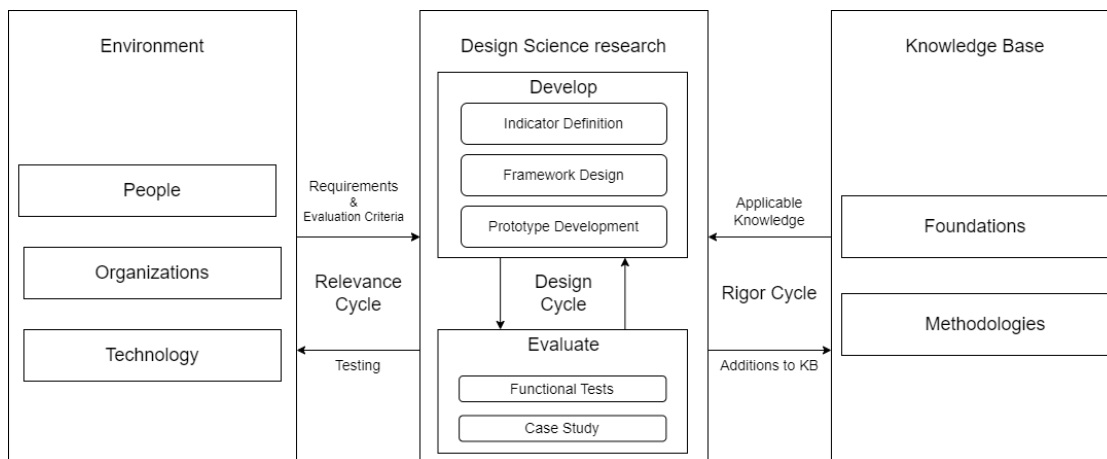 Environment
People
Organizations
Technology
Requirements
&
Evaluation Criteria
Relevance
Cycle
Testing
Design Science research
Develop
Indicator Definition
Framework Design
Prototype Development
Design
Cycle
Evaluate
Functional Tests
Case Study
Applicable
Knowledge
Rigor Cycle
Additions to KB
Knowledge Base
Foundations
Methodologies